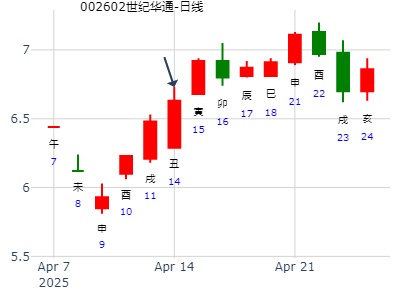 002602世纪华通-日线
7
6.5
6
5.5
午
7
未
8
申
9
酉
10
戌
11
丑
14
寅
15
卯
16
辰
17
巳
18
申
21
酉
22
戌
23
亥
24
Apr 7
2025
Apr 14
Apr 21